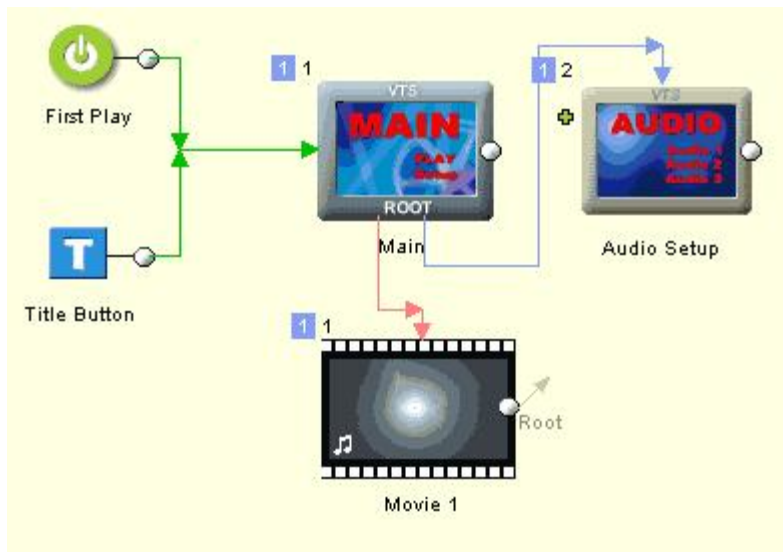 First Play
1 1
VTS
MAIN
PLAY
Setup
ROOT
Main
1 2
VTS
AUDIO
Audio 1
Audio 2
Audio 3
Audio Setup
T
Title Button
1 1
Root
Movie 1